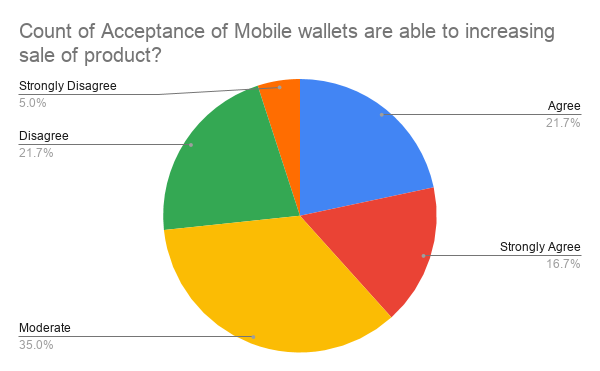 Count of Acceptance of Mobile wallets are able to increasing
sale of product?
Strongly Disagree
5.0%
Agree
21.7%
Disagree
21.7%
Strongly Agree
16.7%
Moderate
35.0%